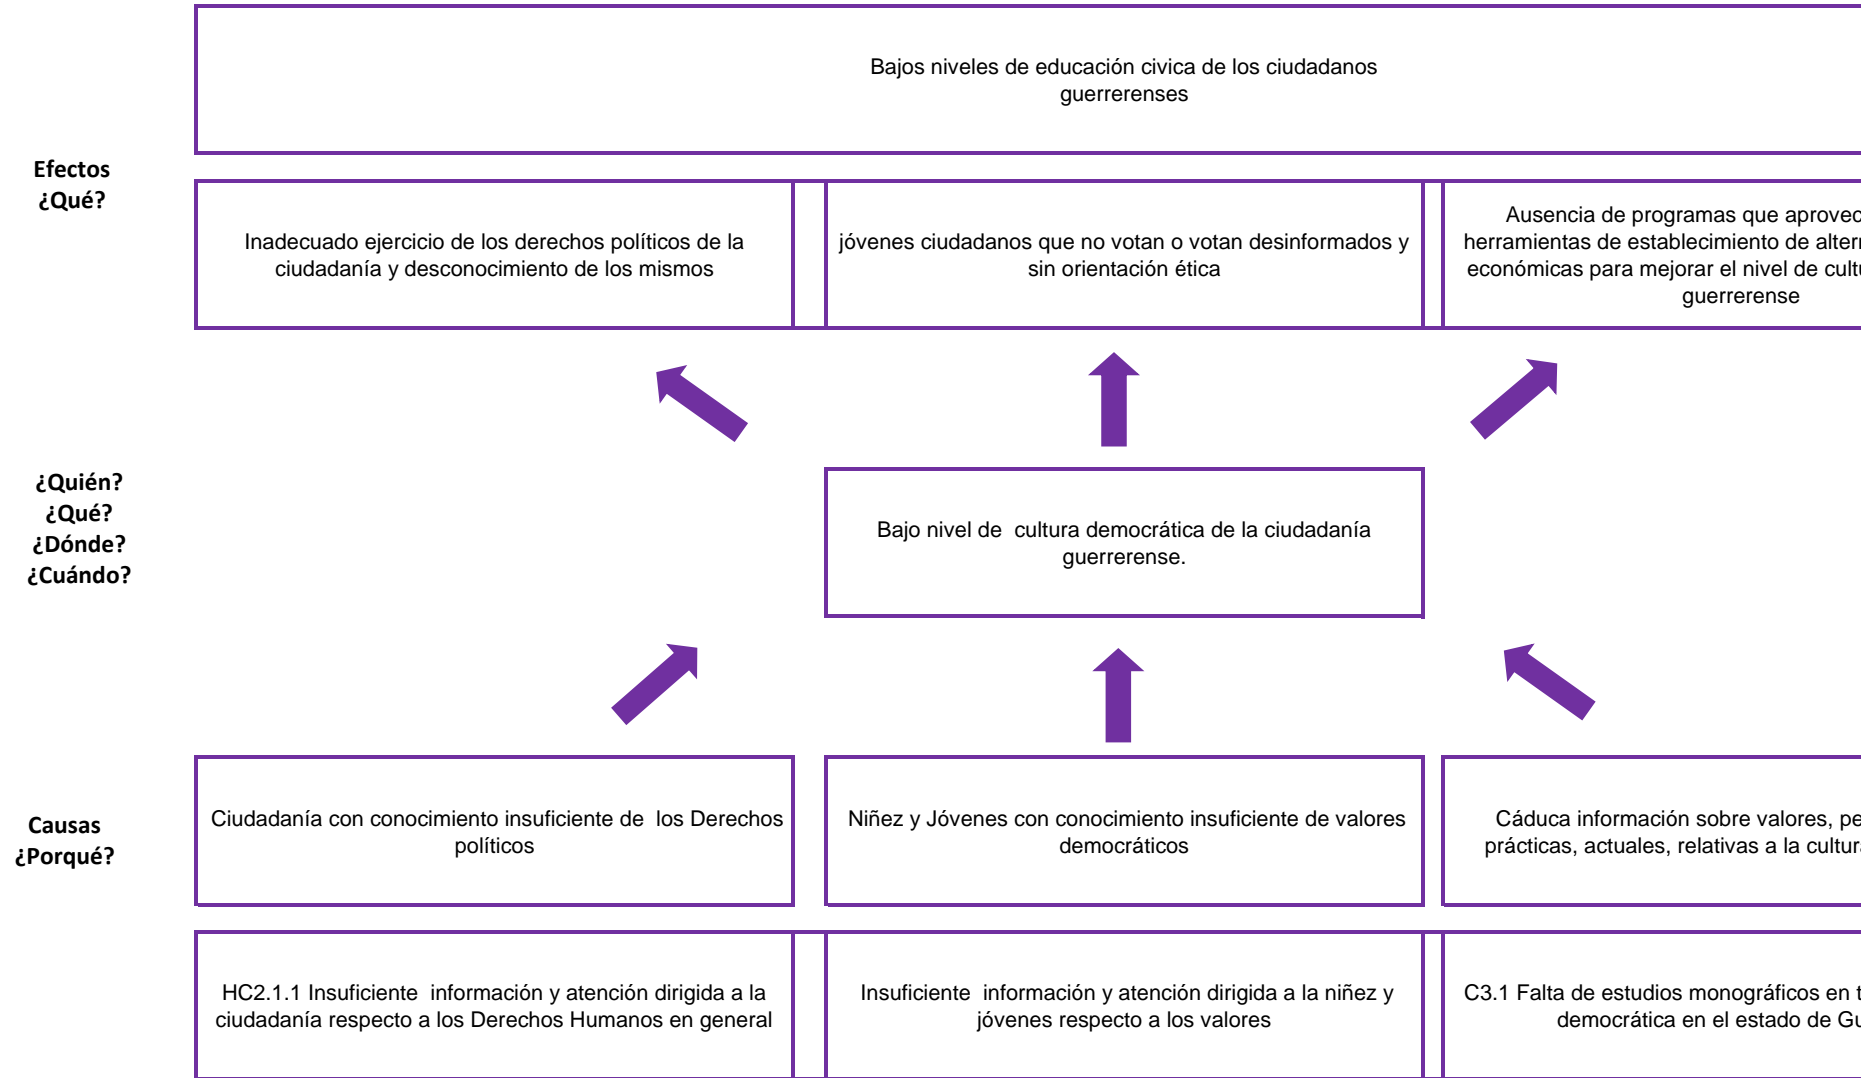 Bajos niveles de educación civica de los ciudadanos
guerrerenses
Efectos
¿Qué?
Inadecuado ejercicio de los derechos políticos de la
ciudadanía y desconocimiento de los mismos
jóvenes ciudadanos que no votan o votan desinformados y
sin orientación ética
Ausencia de programas que
herramientas de establecimiento de
económicas para mejorar el nivel de
guerrerense
¿Quién?
¿Qué?
¿Dónde?
¿Cuándo?
Bajo nivel de cultura democrática de la ciudadanía
guerrerense.
Causas
¿Porqué?
Ciudadanía con conocimiento insuficiente de los Derechos
políticos
Niñez y Jóvenes con conocimiento insuficiente de valores
democráticos
Cáduca información sobre valores,
prácticas, actuales, relativas a la
HC2.1.1 Insuficiente información y atención dirigida a la
ciudadanía respecto a los Derechos Humanos en general
Insuficiente información y atención dirigida a la niñez y
jóvenes respecto a los valores
C3.1 Falta de estudios monográficos en
democrática en el estado de